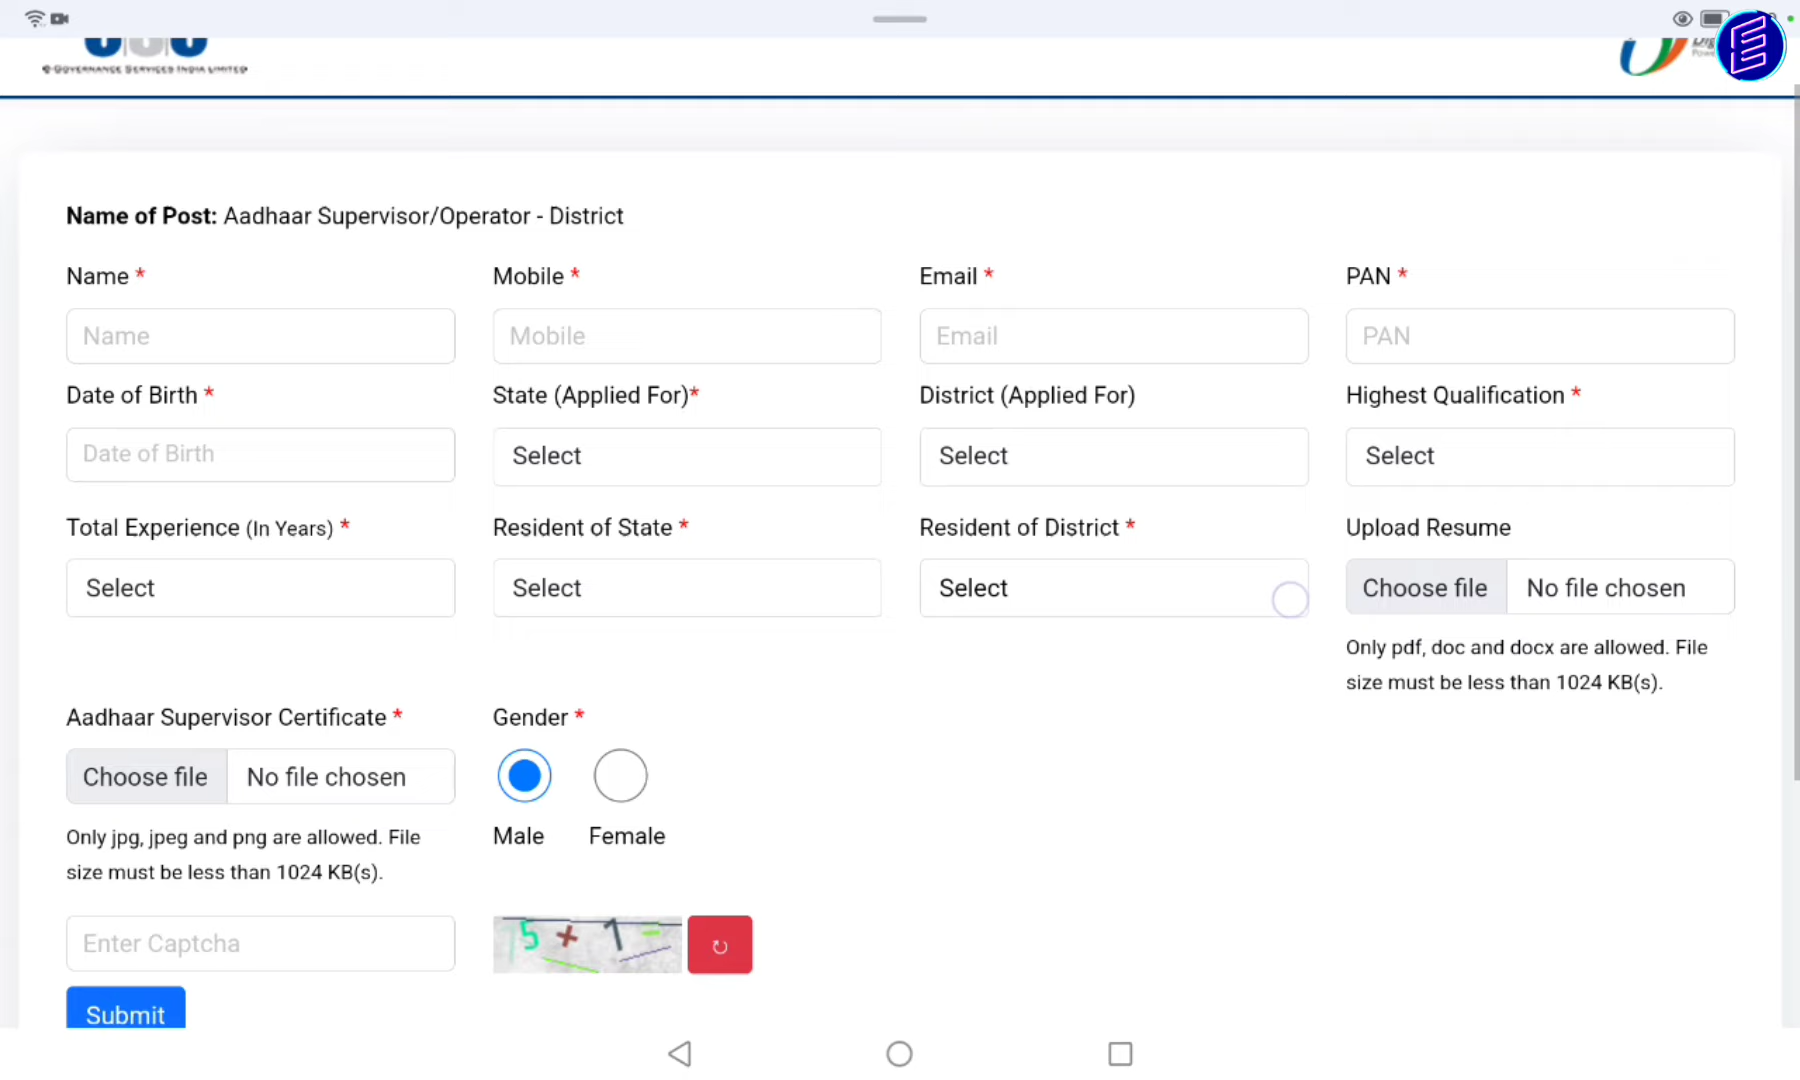 e-Governance Services India Limited
Name of Post: Aadhaar Supervisor/Operator - District
Name * Mobile * Email * PAN *
Name Mobile Email PAN
Date of Birth * State (Applied For)* District (Applied For) Highest Qualification *
Date of Birth Select Select Select
Total Experience (In Years) * Resident of State * Resident of District * Upload Resume
Select Select Select Choose file No file chosen
Only pdf, doc and docx are allowed. File
size must be less than 1024 KB(s).
Aadhaar Supervisor Certificate * Gender *
Choose file No file chosen
Male Female
Only jpg, jpeg and png are allowed. File
size must be less than 1024 KB(s).
Enter Captcha 5 + 1 =
Submit